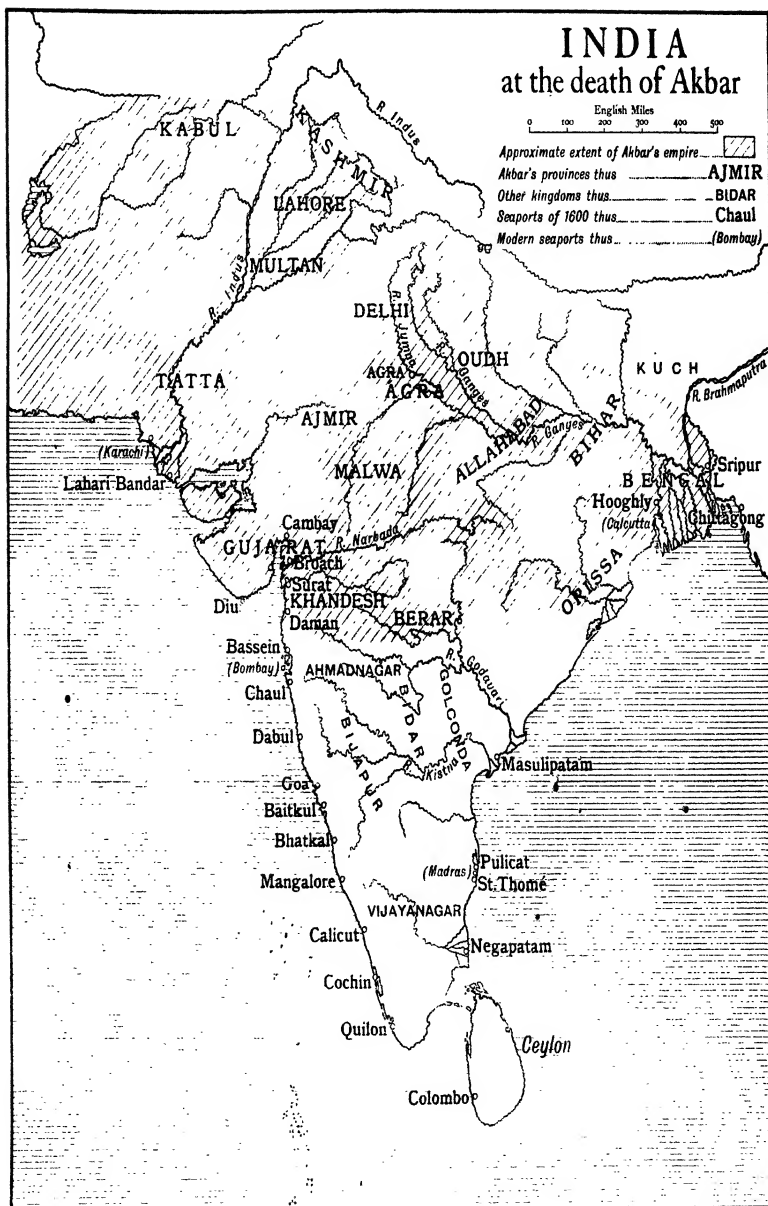 INDIA
at the death of Akbar
English Miles
0 100 200 300 400 500
Approximate extent of Akbar's empire
Akbar's provinces thus AJMIR
Other kingdoms thus BIDAR
Seaports of 1600 thus Chaul
Modern seaports thus (Bombay)
KABUL
KASHMIR
R. Indus
LAHORE
MULTAN
R. Indus
DELHI
R. Jumna
OUDH
R. Ganges
KUCH
R. Brahmaputra
TATTA
AGRA
AGRA
AJMIR
ALLAHABAD
R. Ganges
BIHAR
(Karachi)
Lahari Bandar
MALWA
BENGAL
Sripur
Hooghly
(Calcutta)
Chittagong
Cambay
R. Narbada
GUJARAT
Broach
Surat
Diu
KHANDESH
BERAR
ORISSA
Daman
Bassein
(Bombay)
Chaul
AHMADNAGAR
BIDAR
GOLCONDA
R. Godavari
Dabul
BIJAPUR
R. Kistna
Masulipatam
Goa
Baitkul
Bhatkal
Pulicat
(Madras)
St. Thomé
Mangalore
VIJAYANAGAR
Calicut
Negapatam
Cochin
Quilon
Ceylon
Colombo